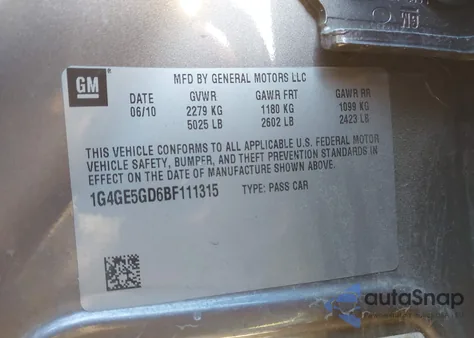 GM
MFD BY GENERAL MOTORS LLC
DATE GVWR GAWR FRT GAWR RR
06/10 2279 KG 1180 KG 1099 KG
5025 LB 2602 LB 2423 LB
THIS VEHICLE CONFORMS TO ALL APPLICABLE U.S. FEDERAL MOTOR
VEHICLE SAFETY, BUMPER, AND THEFT PREVENTION STANDARDS IN
EFFECT ON THE DATE OF MANUFACTURE SHOWN ABOVE.
1G4GE5GD6BF111315 TYPE: PASS CAR
autoSnap